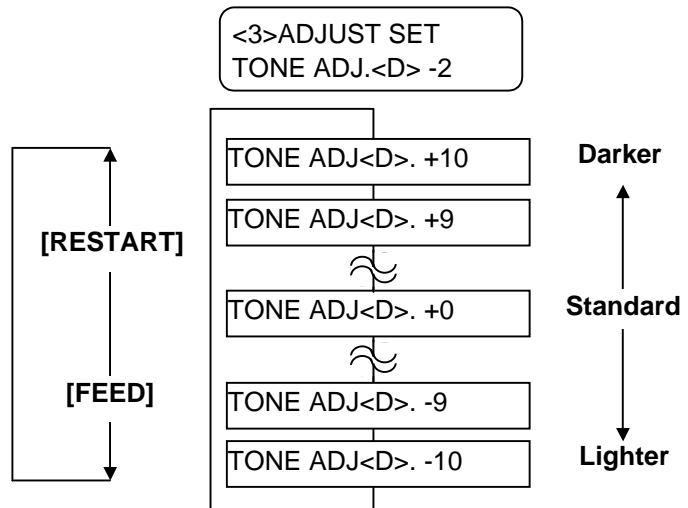 <3>ADJUST SET
TONE ADJ.<D> -2
TONE ADJ<D>. +10
Darker
[RESTART]
TONE ADJ<D>. +9
TONE ADJ<D>. +0
Standard
[FEED]
TONE ADJ<D>. -9
TONE ADJ<D>. -10
Lighter